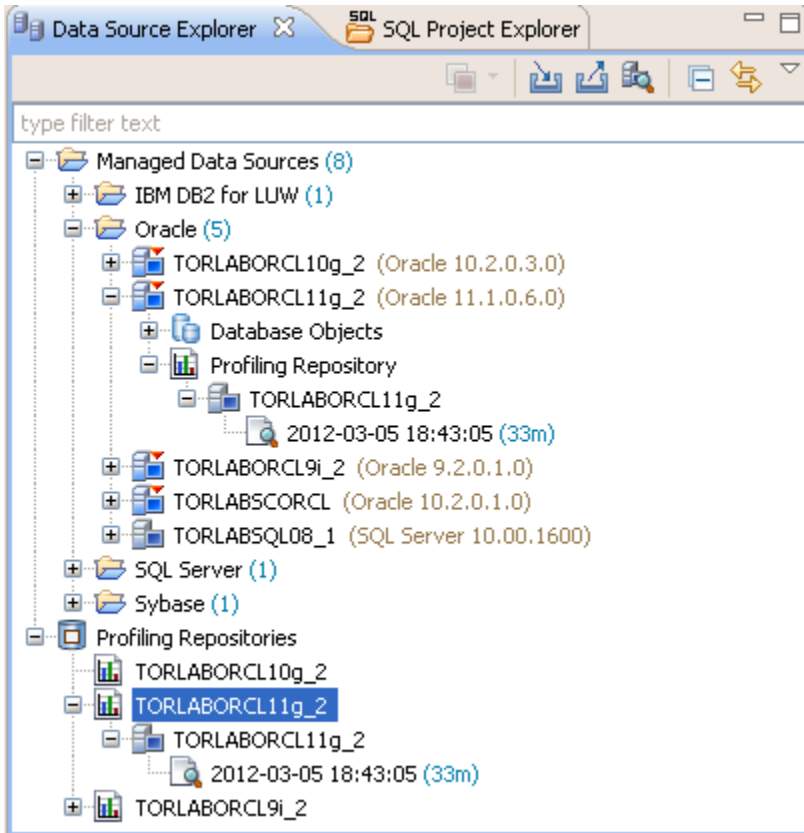 Data Source Explorer SQL SQL Project Explorer
type filter text
Managed Data Sources (8)
IBM DB2 for LUW (1)
Oracle (5)
TORLABORCL10g_2 (Oracle 10.2.0.3.0)
TORLABORCL11g_2 (Oracle 11.1.0.6.0)
Database Objects
Profiling Repository
TORLABORCL11g_2
2012-03-05 18:43:05 (33m)
TORLABORCL9i_2 (Oracle 9.2.0.1.0)
TORLABSCORCL (Oracle 10.2.0.1.0)
TORLABSQL08_1 (SQL Server 10.00.1600)
SQL Server (1)
Sybase (1)
Profiling Repositories
TORLABORCL10g_2
TORLABORCL11g_2
TORLABORCL11g_2
2012-03-05 18:43:05 (33m)
TORLABORCL9i_2